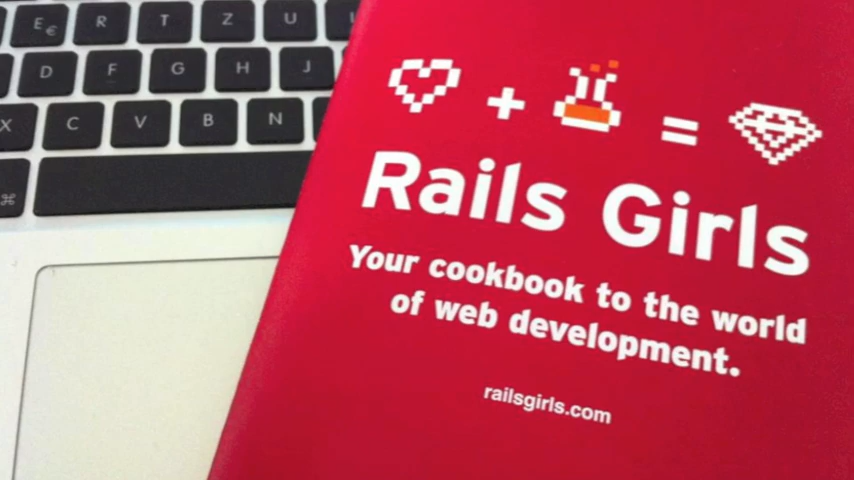 E €
R
T
Z
U
D
F
G
H
J
X
C
V
B
N
⌘
+ =
Rails Girls
Your cookbook to the world
of web development.
railsgirls.com